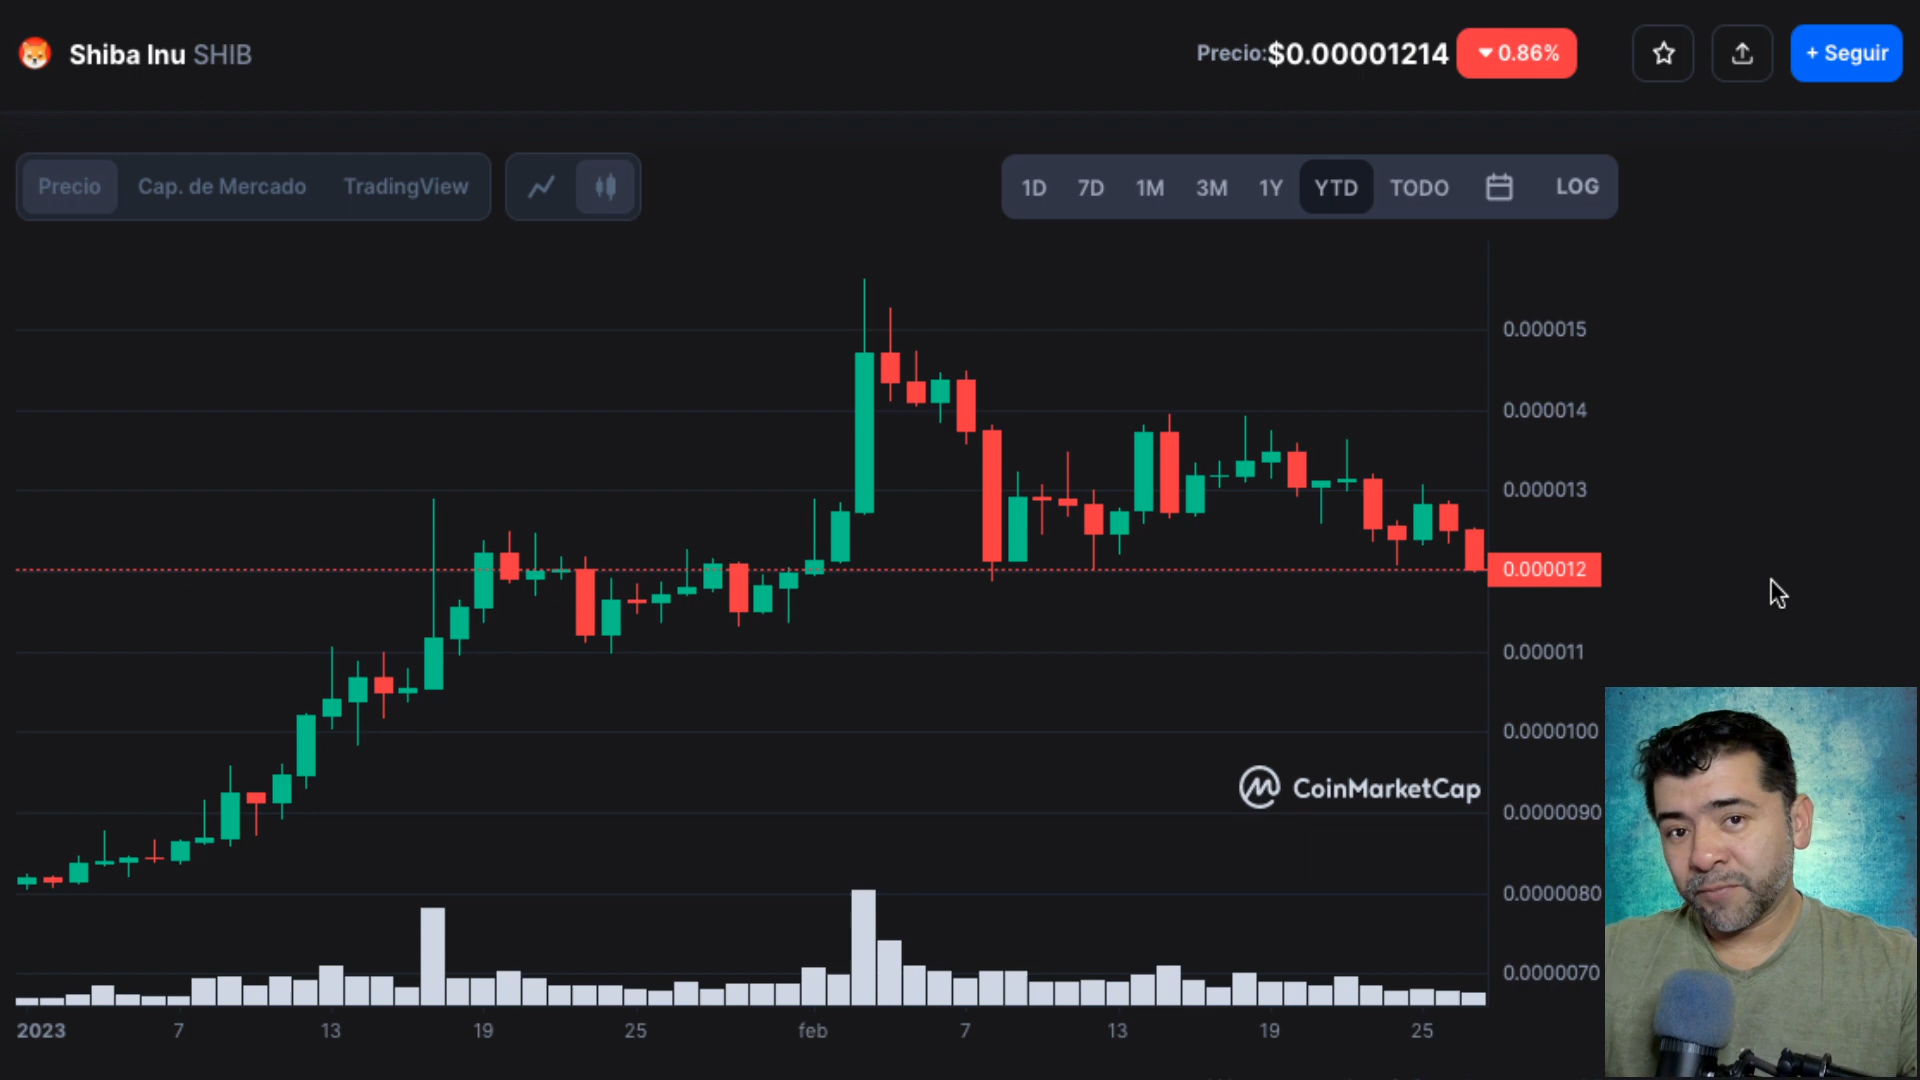 Shiba Inu SHIB
Precio:$0.00001214
0.86%
+ Seguir
Precio Cap. de Mercado TradingView
1D 7D 1M 3M 1Y YTD TODO LOG
0.000015
0.000014
0.000013
0.000012
0.000011
0.0000100
0.0000090
0.0000080
0.0000070
CoinMarketCap
2023 7 13 19 25 feb 7 13 19 25